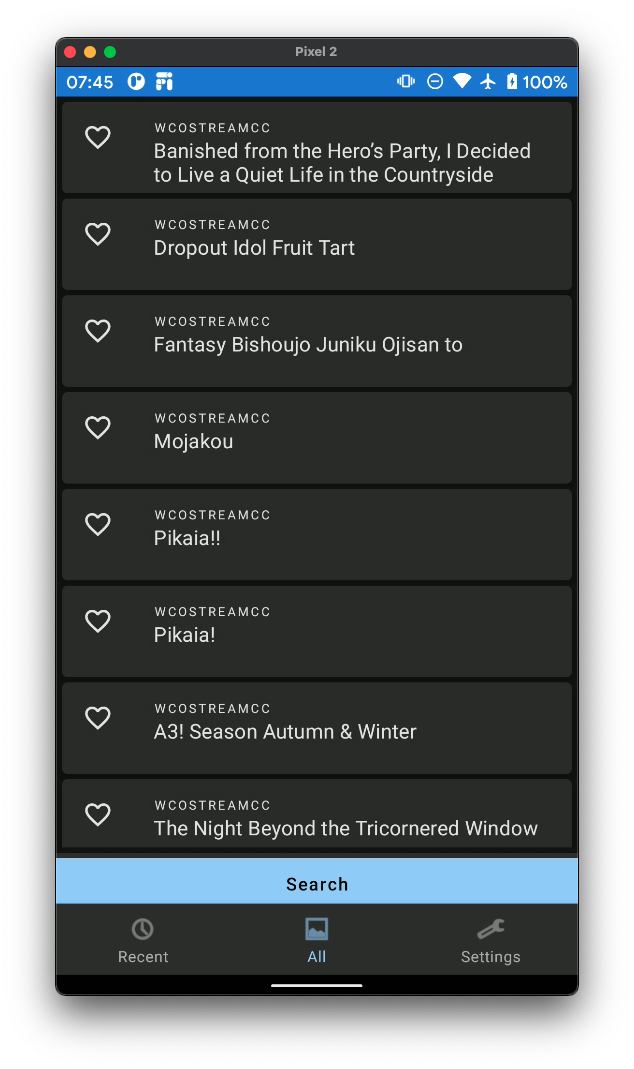 Pixel 2
07:45
100%
WCOSTREAMCC
Banished from the Hero’s Party, I Decided
to Live a Quiet Life in the Countryside
WCOSTREAMCC
Dropout Idol Fruit Tart
WCOSTREAMCC
Fantasy Bishoujo Juniku Ojisan to
WCOSTREAMCC
Mojakou
WCOSTREAMCC
Pikaia!!
WCOSTREAMCC
Pikaia!
WCOSTREAMCC
A3! Season Autumn & Winter
WCOSTREAMCC
The Night Beyond the Tricornered Window
Search
Recent
All
Settings